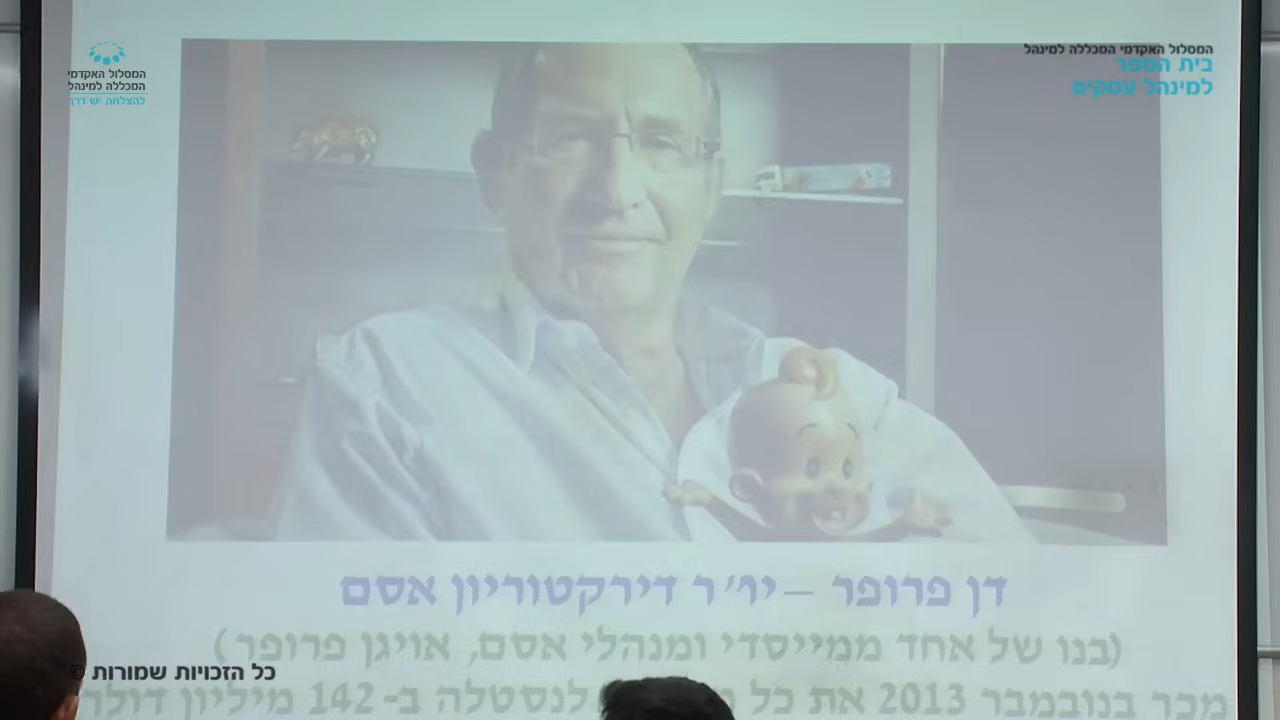 המסלול האקדמי המכללה למינהל
בית הספר
למינהל עסקים
המסלול האקדמי
המכללה למינהל
להצלחה יש דרך
דן פרופר – יו״ר דירקטוריון אסם
(בנו של אחד ממייסדי ומנהלי אסם, אויגן פרופר)
מכר בנובמבר 2013 את כל לנסטלה ב- 142 מיליון דולר
כל הזכויות שמורות ©